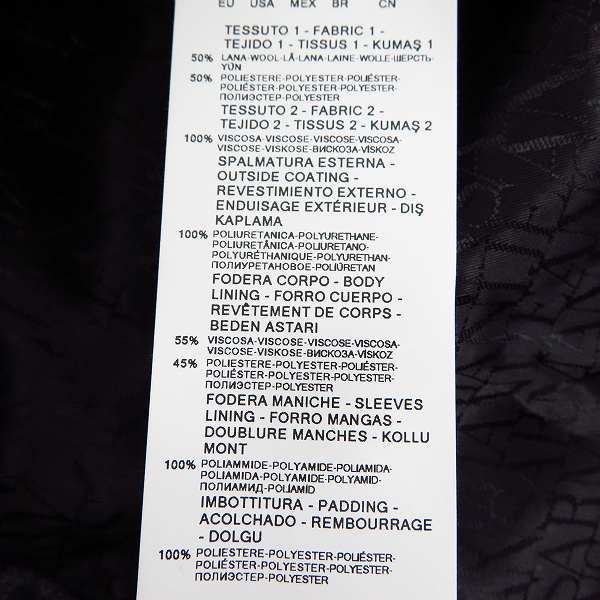 EU USA MEX BR CN
TESSUTO 1 - FABRIC 1 -
TEJIDO 1 - TISSUS 1 - KUMAŞ 1
50% LANA-WOOL-LÃ-LANA-LAINE-WOLLE-ШЕРСТЬ-
YÜN
50% POLIESTERE-POLYESTER-POLIÉSTER-
POLIÉSTER-POLYESTER-POLYESTER-
ПОЛИЭСТЕР-POLYESTER
TESSUTO 2 - FABRIC 2 -
TEJIDO 2 - TISSUS 2 - KUMAŞ 2
100% VISCOSA-VISCOSE-VISCOSE-VISCOSA-
VISCOSE-VISKOSE-ВИСКОЗА-VİSKOZ
SPALMATURA ESTERNA -
OUTSIDE COATING -
REVESTIMIENTO EXTERNO -
ENDUISAGE EXTÉRIEUR - DIŞ
KAPLAMA
100% POLIURETANICA-POLYURETHANE-
POLIURETÂNICA-POLIURETANO-
POLYURÉTHANIQUE-POLYURETHAN-
ПОЛИУРЕТАНОВОЕ-POLİÜRETAN
FODERA CORPO - BODY
LINING - FORRO CUERPO -
REVÊTEMENT DE CORPS -
BEDEN ASTARI
55% VISCOSA-VISCOSE-VISCOSE-VISCOSA-
VISCOSE-VISKOSE-ВИСКОЗА-VİSKOZ
45% POLIESTERE-POLYESTER-POLIÉSTER-
POLIÉSTER-POLYESTER-POLYESTER-
ПОЛИЭСТЕР-POLYESTER
FODERA MANICHE - SLEEVES
LINING - FORRO MANGAS -
DOUBLURE MANCHES - KOLLU
MONT
100% POLIAMMIDE-POLYAMIDE-POLIAMIDA-
POLIAMIDA-POLYAMIDE-POLYAMID-
ПОЛИАМИД-POLİAMİD
IMBOTTITURA - PADDING -
ACOLCHADO - REMBOURRAGE
- DOLGU
100% POLIESTERE-POLYESTER-POLIÉSTER-
POLIÉSTER-POLYESTER-POLYESTER-
ПОЛИЭСТЕР-POLYESTER